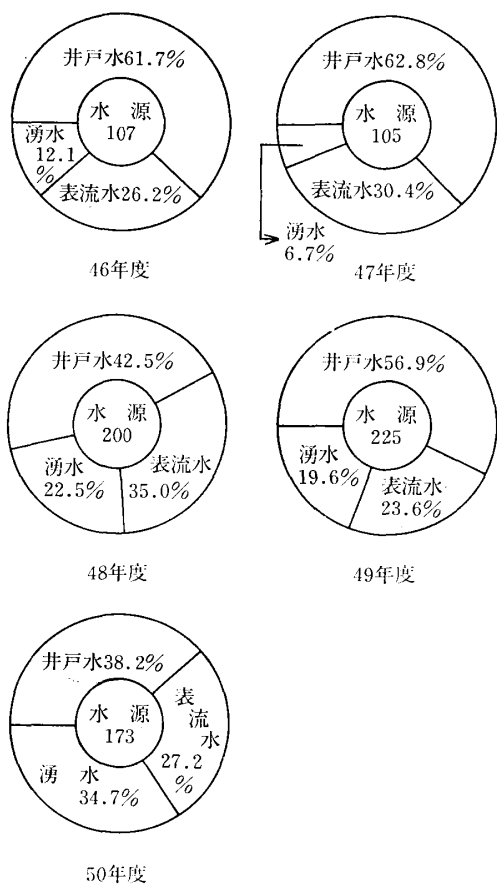 井戸水61.7%
水 源
107
湧水
12.1
%
表流水26.2%
46年度
井戸水62.8%
水 源
105
表流水30.4%
湧水
6.7%
47年度
井戸水42.5%
水 源
200
湧水
22.5%
表流水
35.0%
48年度
井戸水56.9%
水 源
225
湧水
19.6%
表流水
23.6%
49年度
井戸水38.2%
水 源
173
表
流
水
27.2
%
湧 水
34.7%
50年度